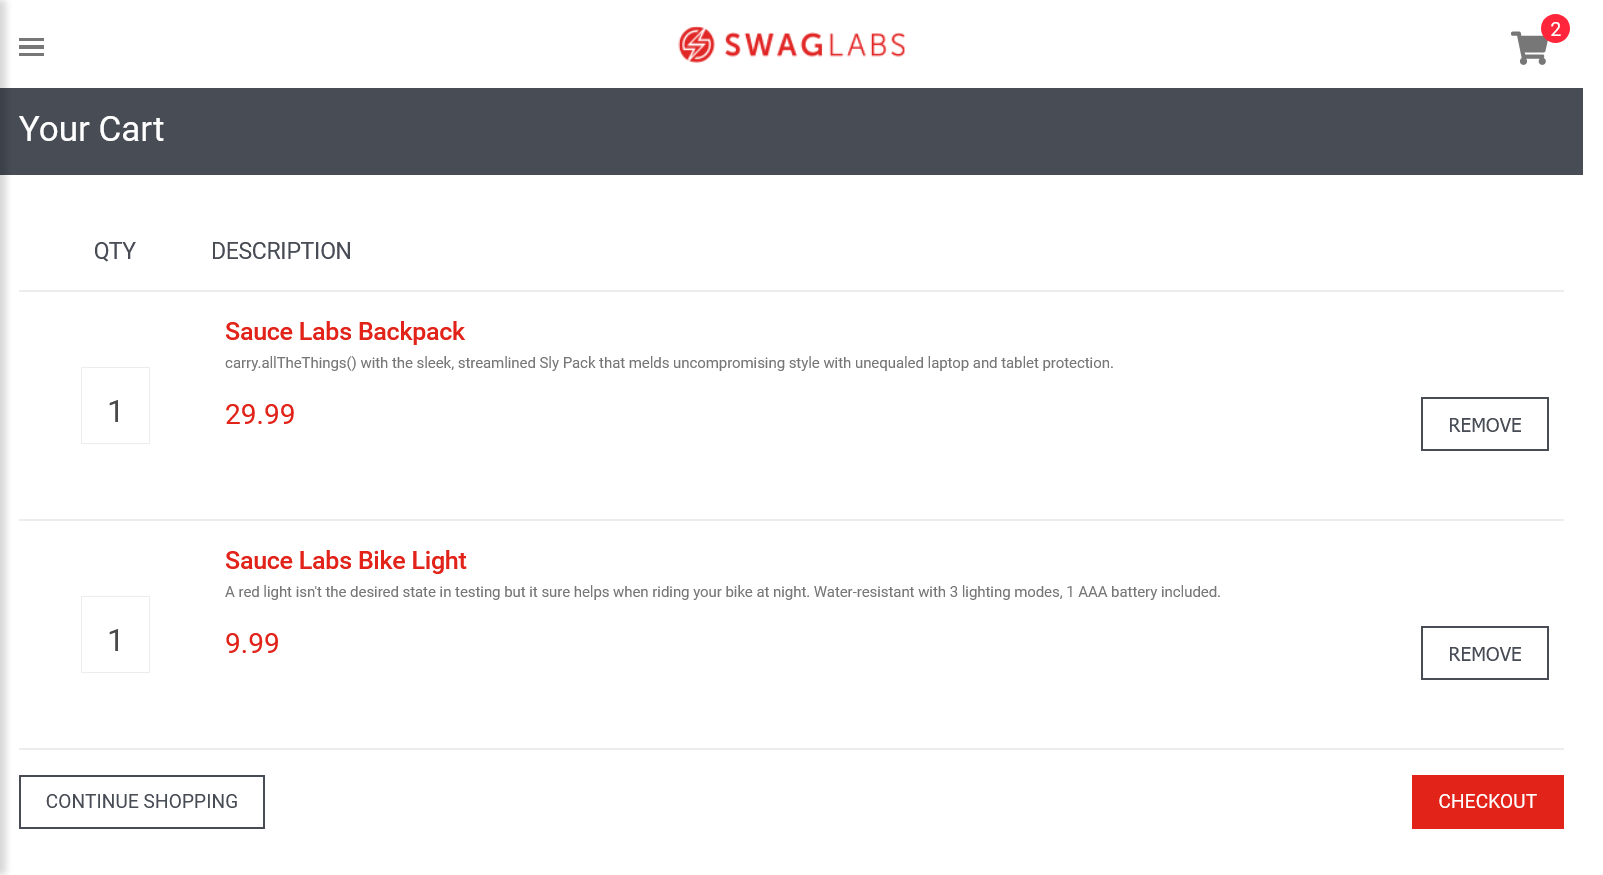 SWAGLABS
2
Your Cart
QTY DESCRIPTION
Sauce Labs Backpack
carry.allTheThings() with the sleek, streamlined Sly Pack that melds uncompromising style with unequaled laptop and tablet protection.
1
29.99
REMOVE
Sauce Labs Bike Light
A red light isn't the desired state in testing but it sure helps when riding your bike at night. Water-resistant with 3 lighting modes, 1 AAA battery included.
1
9.99
REMOVE
CONTINUE SHOPPING
CHECKOUT